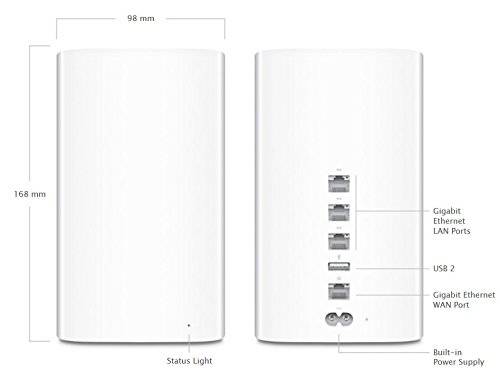 98 mm
168 mm
Status Light
Gigabit
Ethernet
LAN Ports
USB 2
Gigabit Ethernet
WAN Port
Built-in
Power Supply